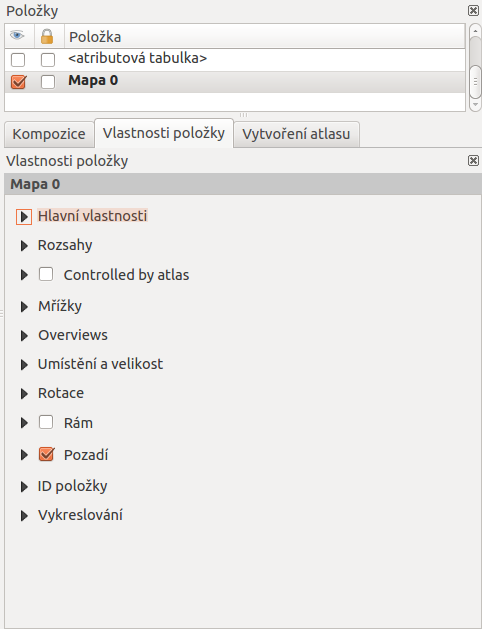 Položky
Položka
<atributová tabulka>
Mapa 0
Kompozice Vlastnosti položky Vytvoření atlasu
Vlastnosti položky
Mapa 0
Hlavní vlastnosti
Rozsahy
Controlled by atlas
Mřížky
Overviews
Umístění a velikost
Rotace
Rám
Pozadí
ID položky
Vykreslování